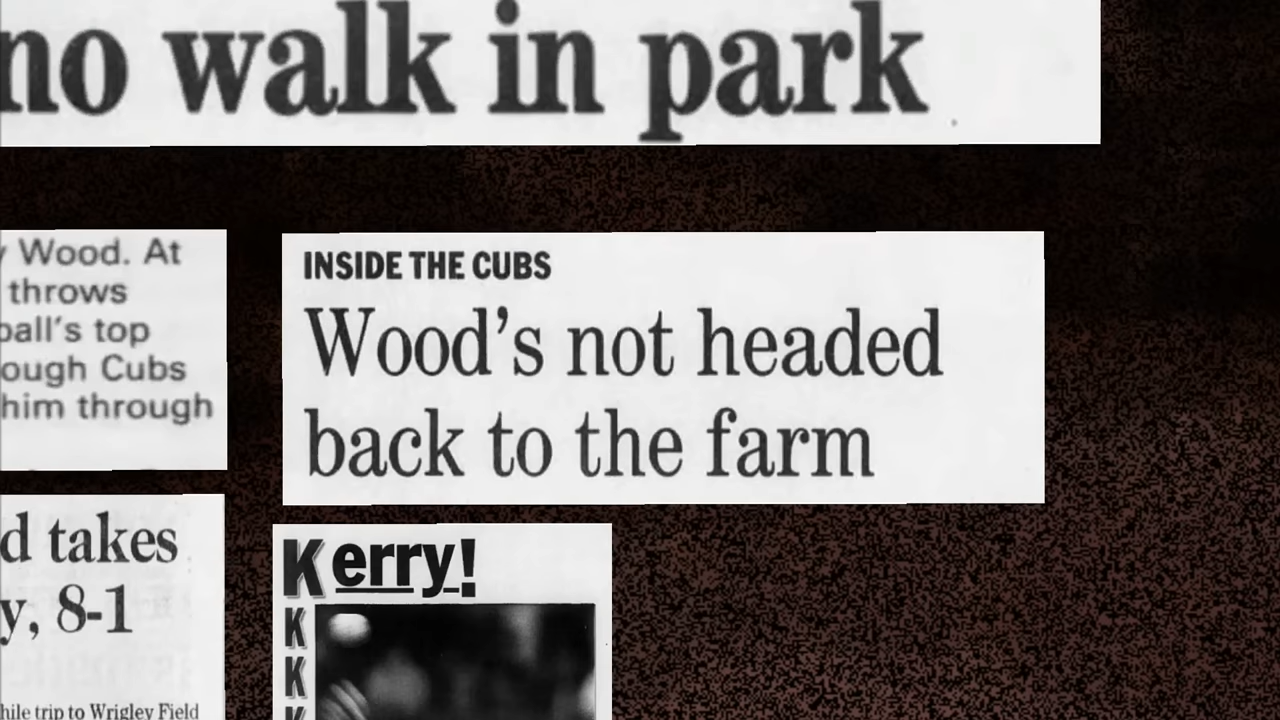 no walk in park
Wood. At
throws
ball's top
ough Cubs
him through
INSIDE THE CUBS
Wood's not headed
back to the farm
d takes
y, 8-1
hile trip to Wrigley Field
Kerry!
K
K
K